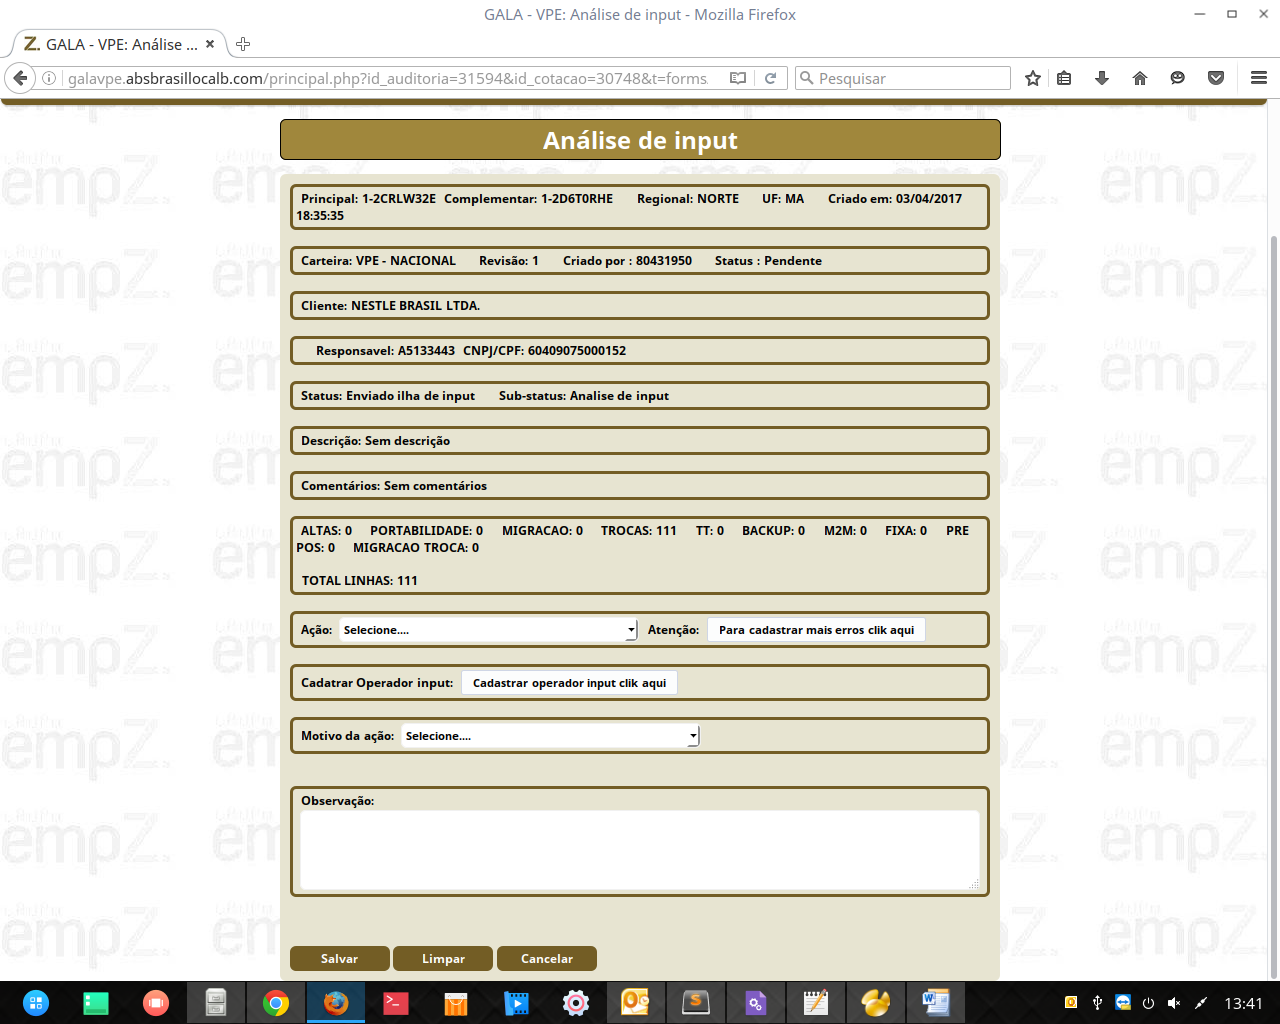 GALA - VPE: Análise de input - Mozilla Firefox
Z. GALA - VPE: Análise ...
galavpe.absbrasillocalb.com/principal.php?id_auditoria=31594&id_cotacao=30748&t=forms
Pesquisar
Análise de input
Principal: 1-2CRLW32E Complementar: 1-2D6T0RHE Regional: NORTE UF: MA Criado em: 03/04/2017
18:35:35
Carteira: VPE - NACIONAL Revisão: 1 Criado por : 80431950 Status : Pendente
Cliente: NESTLE BRASIL LTDA.
Responsavel: A5133443 CNPJ/CPF: 60409075000152
Status: Enviado ilha de input Sub-status: Analise de input
Descrição: Sem descrição
Comentários: Sem comentários
ALTAS: 0 PORTABILIDADE: 0 MIGRACAO: 0 TROCAS: 111 TT: 0 BACKUP: 0 M2M: 0 FIXA: 0 PRE
POS: 0 MIGRACAO TROCA: 0
TOTAL LINHAS: 111
Ação: Selecione.... Atenção: Para cadastrar mais erros clik aqui
Cadatrar Operador input: Cadastrar operador input clik aqui
Motivo da ação: Selecione....
Observação:
Salvar Limpar Cancelar
13:41